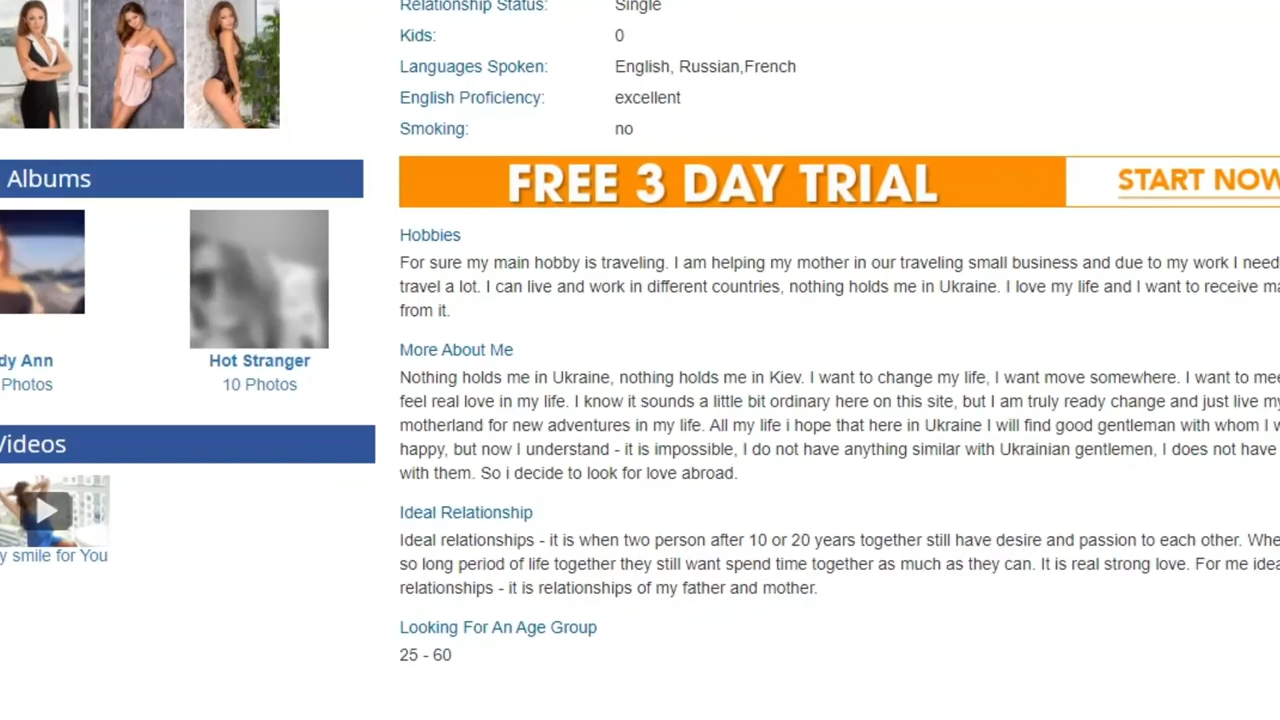 Relationship Status: Single
Kids: 0
Languages Spoken: English, Russian,French
English Proficiency: excellent
Smoking: no
FREE 3 DAY TRIAL START NOW
Hobbies
For sure my main hobby is traveling. I am helping my mother in our traveling small business and due to my work I need
travel a lot. I can live and work in different countries, nothing holds me in Ukraine. I love my life and I want to receive ma
from it.
More About Me
Nothing holds me in Ukraine, nothing holds me in Kiev. I want to change my life, I want move somewhere. I want to mee
feel real love in my life. I know it sounds a little bit ordinary here on this site, but I am truly ready change and just live my
motherland for new adventures in my life. All my life i hope that here in Ukraine I will find good gentleman with whom I w
happy, but now I understand - it is impossible, I do not have anything similar with Ukrainian gentlemen, I does not have
with them. So i decide to look for love abroad.
Ideal Relationship
Ideal relationships - it is when two person after 10 or 20 years together still have desire and passion to each other. Whe
so long period of life together they still want spend time together as much as they can. It is real strong love. For me idea
relationships - it is relationships of my father and mother.
Looking For An Age Group
25 - 60
Albums
dy Ann
Photos
Hot Stranger
10 Photos
Videos
y smile for You